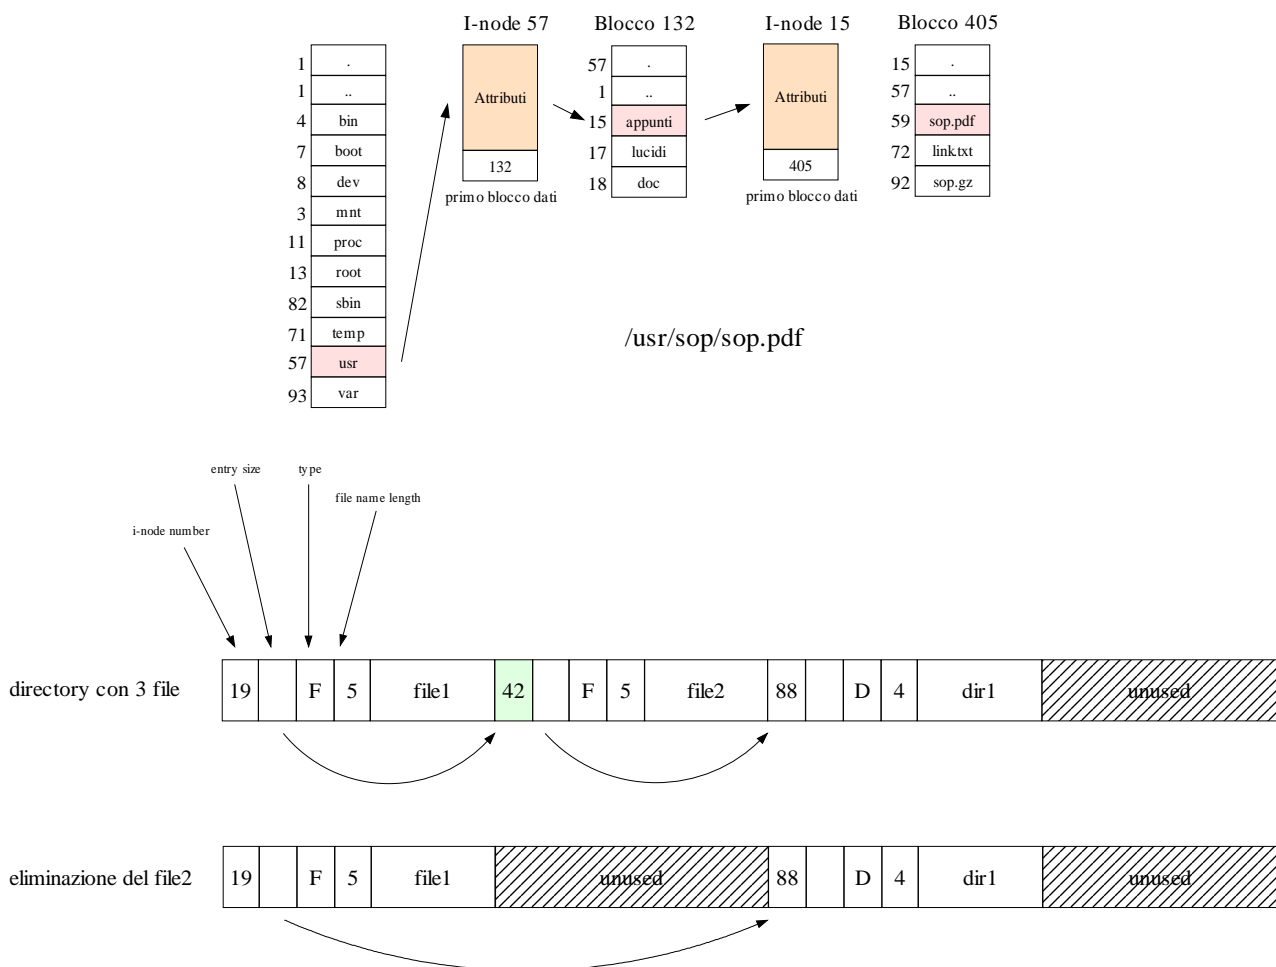 I-node 57
Blocco 132
I-node 15
Blocco 405
1 .
1 ..
4 bin
7 boot
8 dev
3 mnt
11 proc
13 root
82 sbin
71 temp
57 usr
93 var
Attributi
132
primo blocco dati
57 .
1 ..
15 appunti
17 lucidi
18 doc
Attributi
405
primo blocco dati
15 .
57 ..
59 sop.pdf
72 link.txt
92 sop.gz
/usr/sop/sop.pdf
entry size
type
file name length
i-node number
directory con 3 file 19 F 5 file1 42 F 5 file2 88 D 4 dir1 unused
eliminazione del file2 19 F 5 file1 unused 88 D 4 dir1 unused